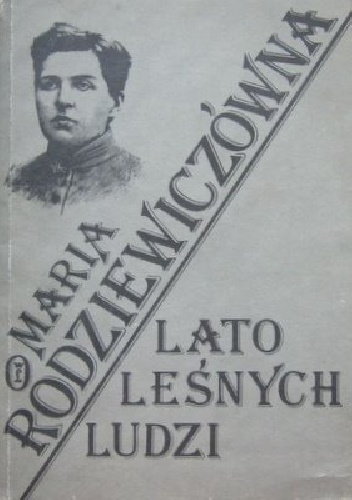 MARIA
RODZIEWICZÓWNA
LATO
LEŚNYCH
LUDZI